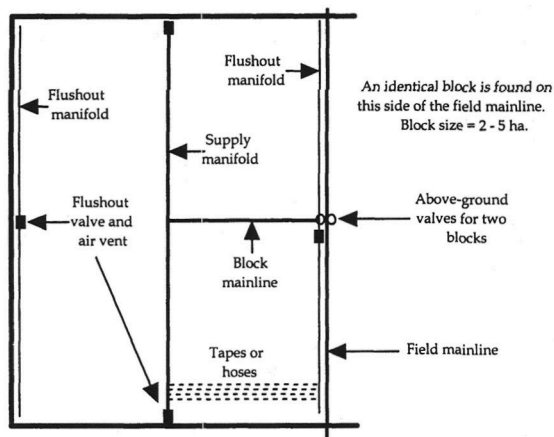 Flushout
manifold
Flushout
manifold
An identical block is found on
this side of the field mainline.
Block size = 2 - 5 ha.
Supply
manifold
Flushout
valve and
air vent
Above-ground
valves for two
blocks
Block
mainline
Tapes or
hoses
Field mainline